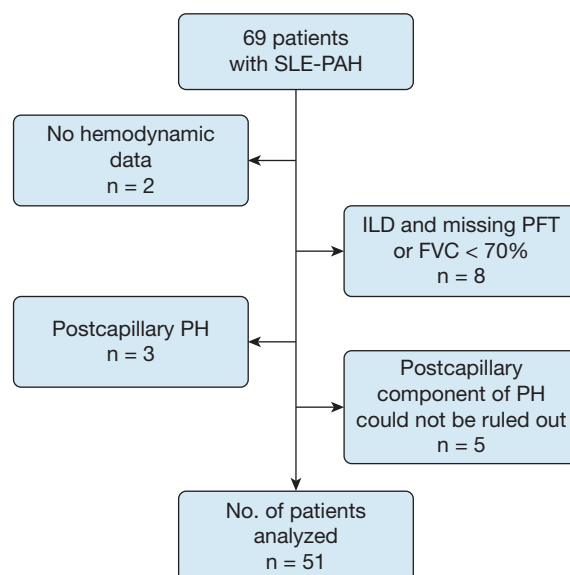 69 patients
with SLE-PAH
No hemodynamic
data
n = 2
ILD and missing PFT
or FVC < 70%
n = 8
Postcapillary PH
n = 3
Postcapillary
component of PH
could not be ruled out
n = 5
No. of patients
analyzed
n = 51